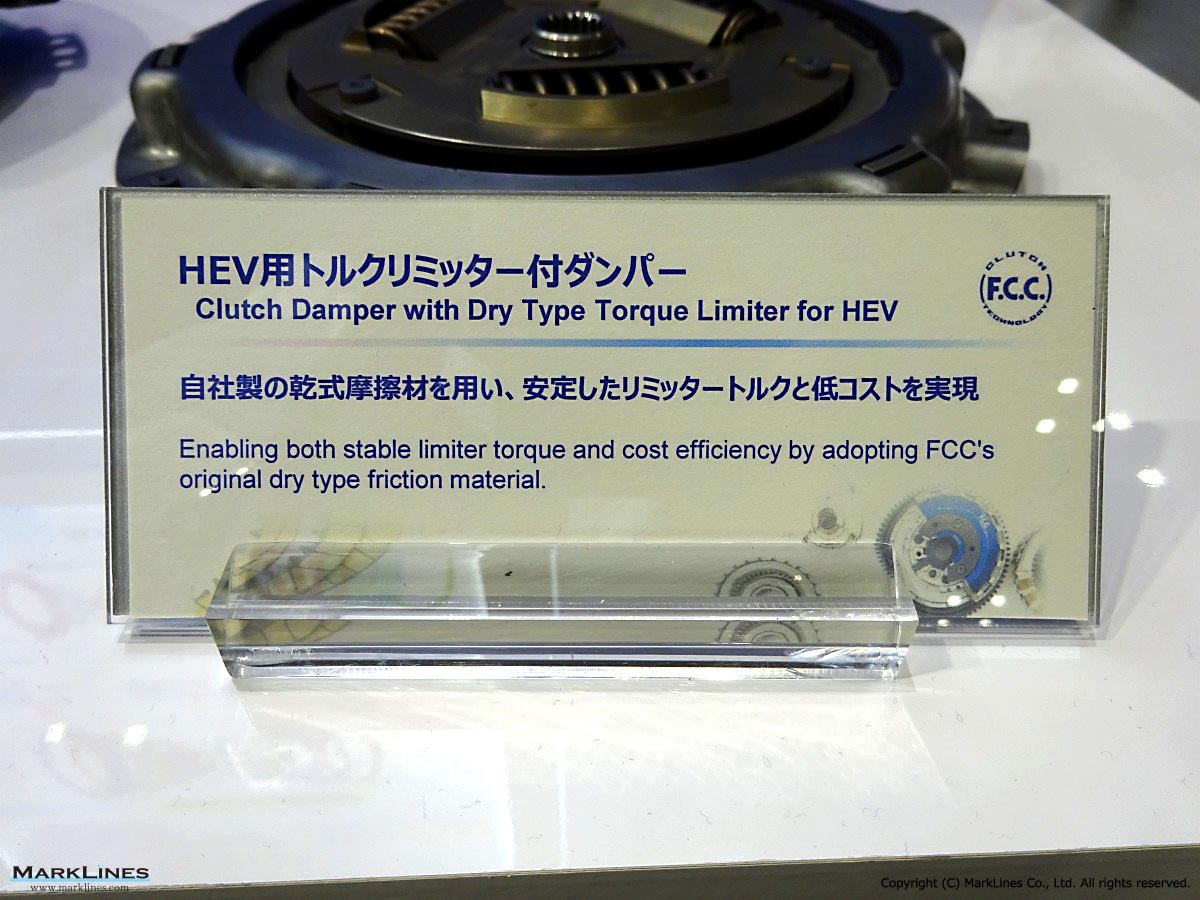 HEV用トルクリミッター付ダンパー
Clutch Damper with Dry Type Torque Limiter for HEV
CLUTCH
F.C.C.
TECHNOLOGY
自社製の乾式摩擦材を用い、安定したリミッタートルクと低コストを実現
Enabling both stable limiter torque and cost efficiency by adopting FCC's
original dry type friction material.
MARKLINES
www.marklines.com
Copyright (C) MarkLines Co., Ltd. All rights reserved.